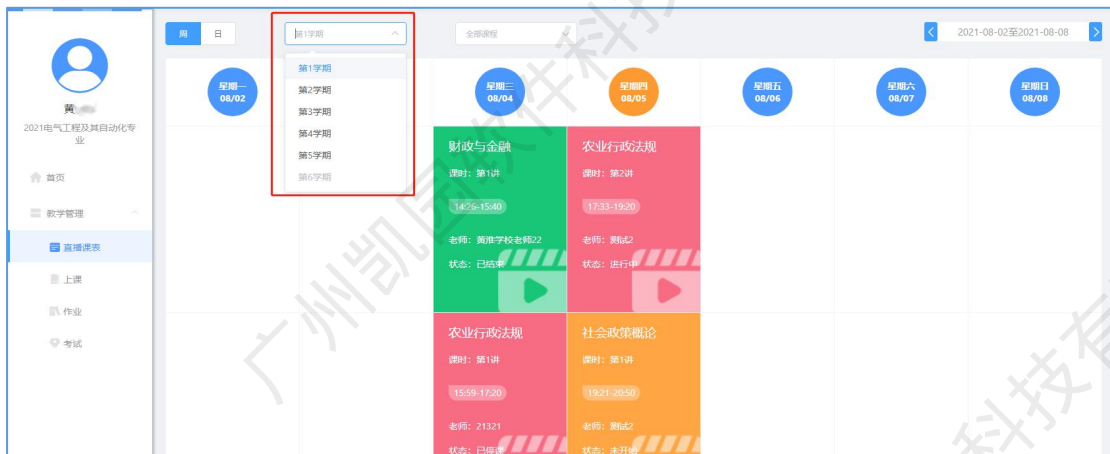 周 日 第1学期 全部课程 2021-08-02至2021-08-08
第1学期
第2学期
第3学期
第4学期
第5学期
第6学期
星期一
08/02
星期三
08/04
星期四
08/05
星期五
08/06
星期六
08/07
星期日
08/08
黄
2021电气工程及其自动化专
业
首页
教学管理
直播课表
上课
作业
考试
财政与金融
课时：第1讲
14:26-15:40
老师：黄淮学校老师22
状态：已结束
农业行政法规
课时：第2讲
17:33-19:20
老师：测试2
状态：进行中
农业行政法规
课时：第1讲
15:59-17:20
老师：21321
状态：已停课
社会政策概论
课时：第1讲
19:21-20:50
老师：测试2
状态：未开始
广州凯园软件科技有
科技有